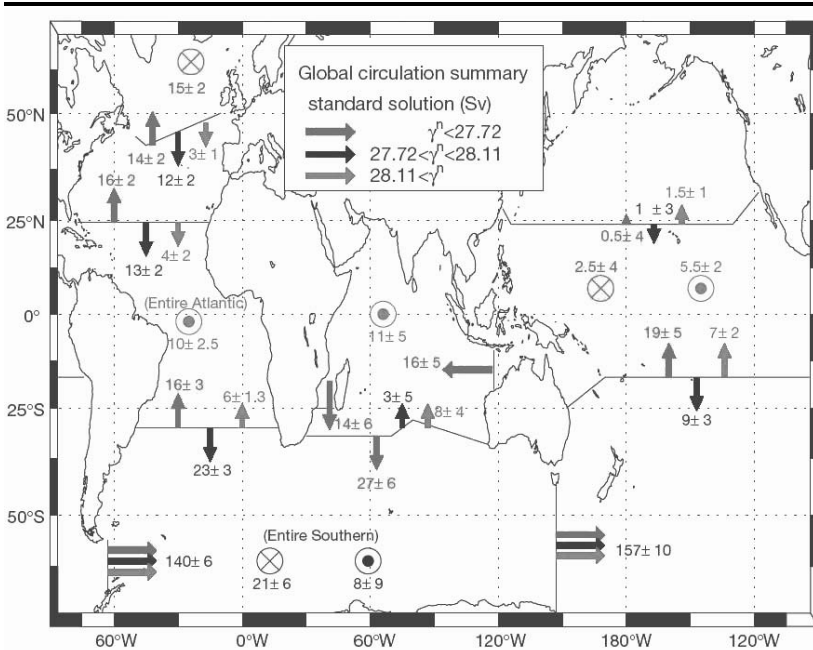 Global circulation summary
standard solution (Sv)
γⁿ<27.72
27.72<γⁿ<28.11
28.11<γⁿ
15± 2
50°N
14± 2
12± 2
3± 1
16± 2
25°N
13± 2
4± 2
1.5± 1
1 ± 3
0.5± 4
2.5± 4
5.5± 2
(Entire Atlantic)
0°
10± 2.5
11± 5
16± 5
19± 5
7± 2
16± 3
6± 1.3
3± 5
25°S
14± 6
8± 4
9± 3
23± 3
27± 6
50°S
(Entire Southern)
140± 6
21± 6
8± 9
157± 10
60°W
0°W
60°E
120°W
180°W
120°W